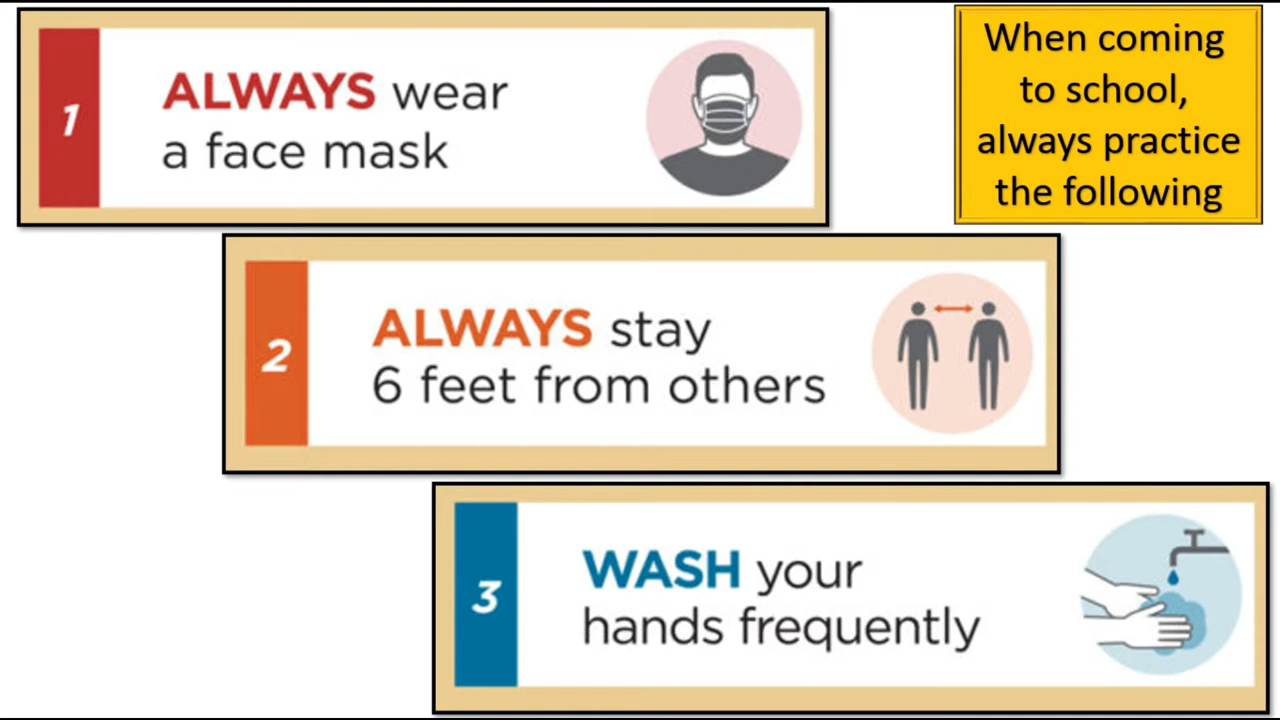 When coming
to school,
always practice
the following
1
ALWAYS wear
a face mask
2
ALWAYS stay
6 feet from others
3
WASH your
hands frequently